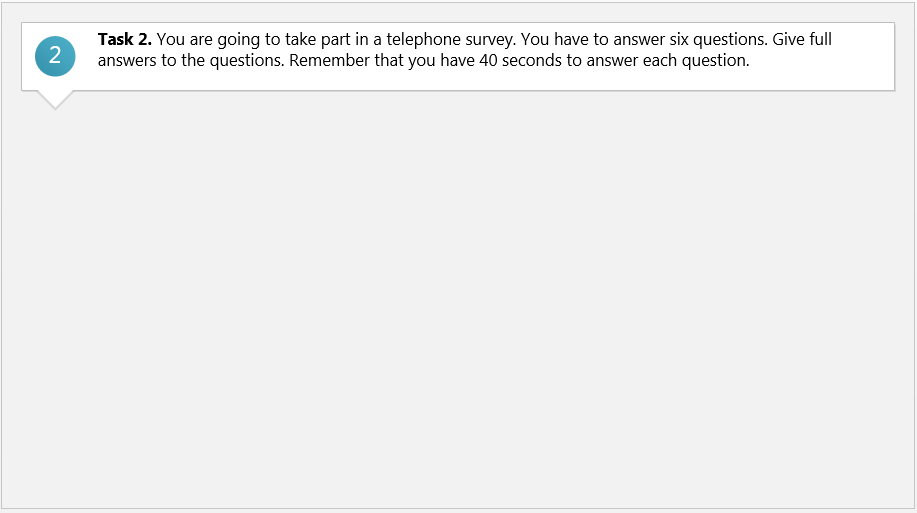 2
Task 2. You are going to take part in a telephone survey. You have to answer six questions. Give full
answers to the questions. Remember that you have 40 seconds to answer each question.